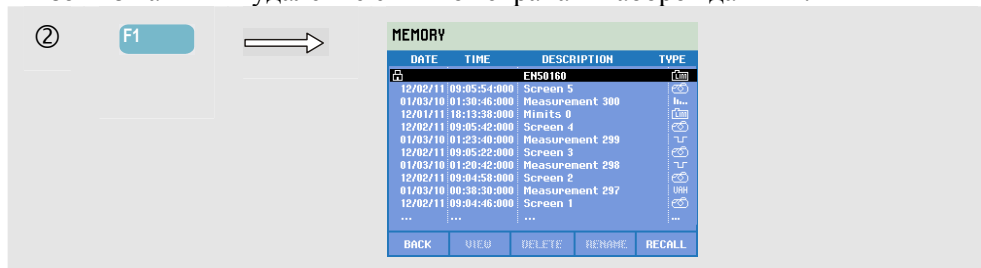 ② F1
MEMORY
DATE TIME DESCRIPTION TYPE
EN50160
12/02/11 09:05:54:000 Screen 5
01/03/10 01:30:46:000 Measurement 300
12/01/11 18:13:38:000 Mimits 0
12/02/11 09:05:42:000 Screen 4
01/03/10 01:23:40:000 Measurement 299
12/02/11 09:05:22:000 Screen 3
01/03/10 01:20:42:000 Measurement 298
12/02/11 09:04:58:000 Screen 2
01/03/10 00:38:30:000 Measurement 297 VAH
12/02/11 09:04:46:000 Screen 1
... ... ... ...
BACK VIEW DELETE RENAME RECALL